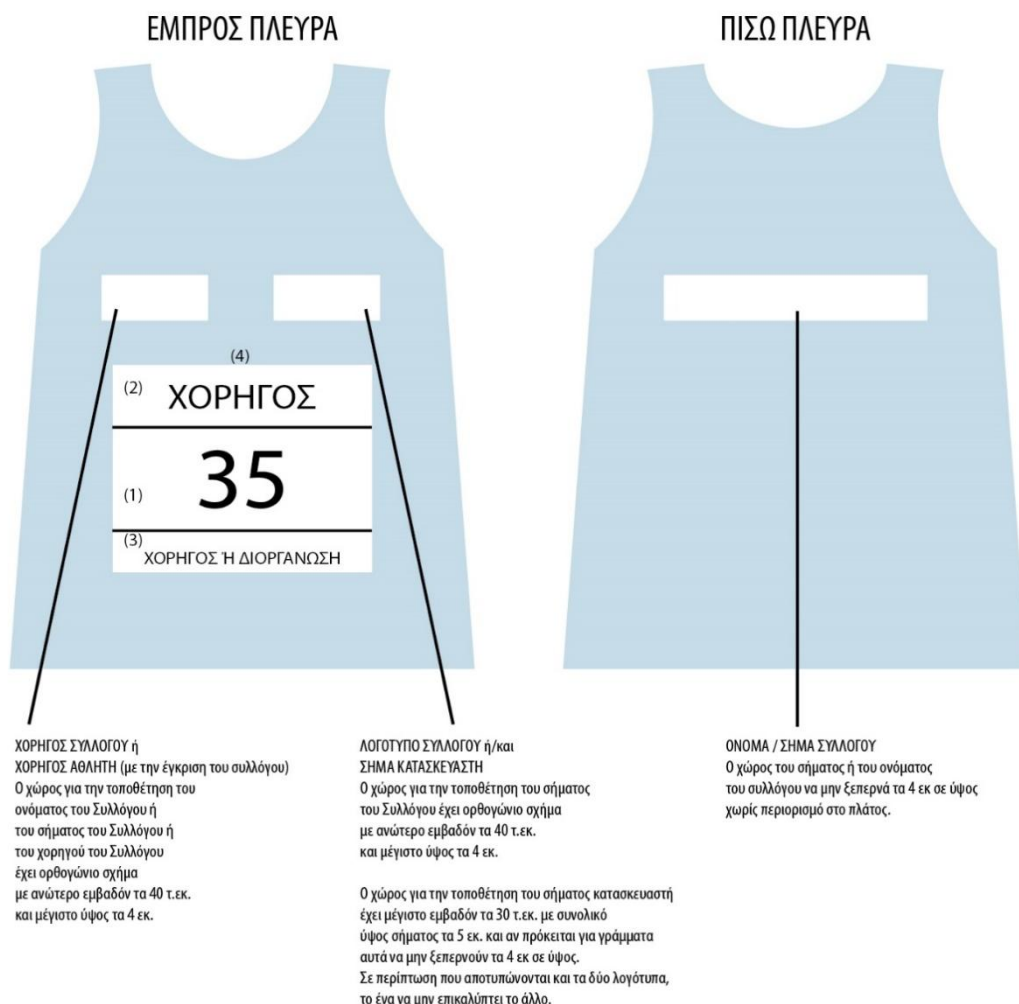 ΕΜΠΡΟΣ ΠΛΕΥΡΑ
ΠΙΣΩ ΠΛΕΥΡΑ
(4)
(2) ΧΟΡΗΓΟΣ
35
(1)
(3)
ΧΟΡΗΓΟΣ Ή ΔΙΟΡΓΑΝΩΣΗ
ΧΟΡΗΓΟΣ ΣΥΛΛΟΓΟΥ ή
ΧΟΡΗΓΟΣ ΑΘΛΗΤΗ (με την έγκριση του συλλόγου)
Ο χώρος για την τοποθέτηση του
ονόματος του Συλλόγου ή
του σήματος του Συλλόγου ή
του χορηγού του Συλλόγου
έχει ορθογώνιο σχήμα
με ανώτερο εμβαδόν τα 40 τ.εκ.
και μέγιστο ύψος τα 4 εκ.
ΛΟΓΟΤΥΠΟ ΣΥΛΛΟΓΟΥ ή/και
ΣΗΜΑ ΚΑΤΑΣΚΕΥΑΣΤΗ
Ο χώρος για την τοποθέτηση του σήματος
του Συλλόγου έχει ορθογώνιο σχήμα
με ανώτερο εμβαδόν τα 40 τ.εκ.
και μέγιστο ύψος τα 4 εκ.
Ο χώρος για την τοποθέτηση του σήματος κατασκευαστή
έχει μέγιστο εμβαδόν τα 30 τ.εκ. με συνολικό
ύψος σήματος τα 5 εκ. και αν πρόκειται για γράμματα
αυτά να μην ξεπερνούν τα 4 εκ σε ύψος.
Σε περίπτωση που αποτυπώνονται και τα δύο λογότυπα,
το ένα να μην επικαλύπτει το άλλο.
ΟΝΟΜΑ / ΣΗΜΑ ΣΥΛΛΟΓΟΥ
Ο χώρος του σήματος ή του ονόματος
του συλλόγου να μην ξεπερνά τα 4 εκ σε ύψος
χωρίς περιορισμό στο πλάτος.